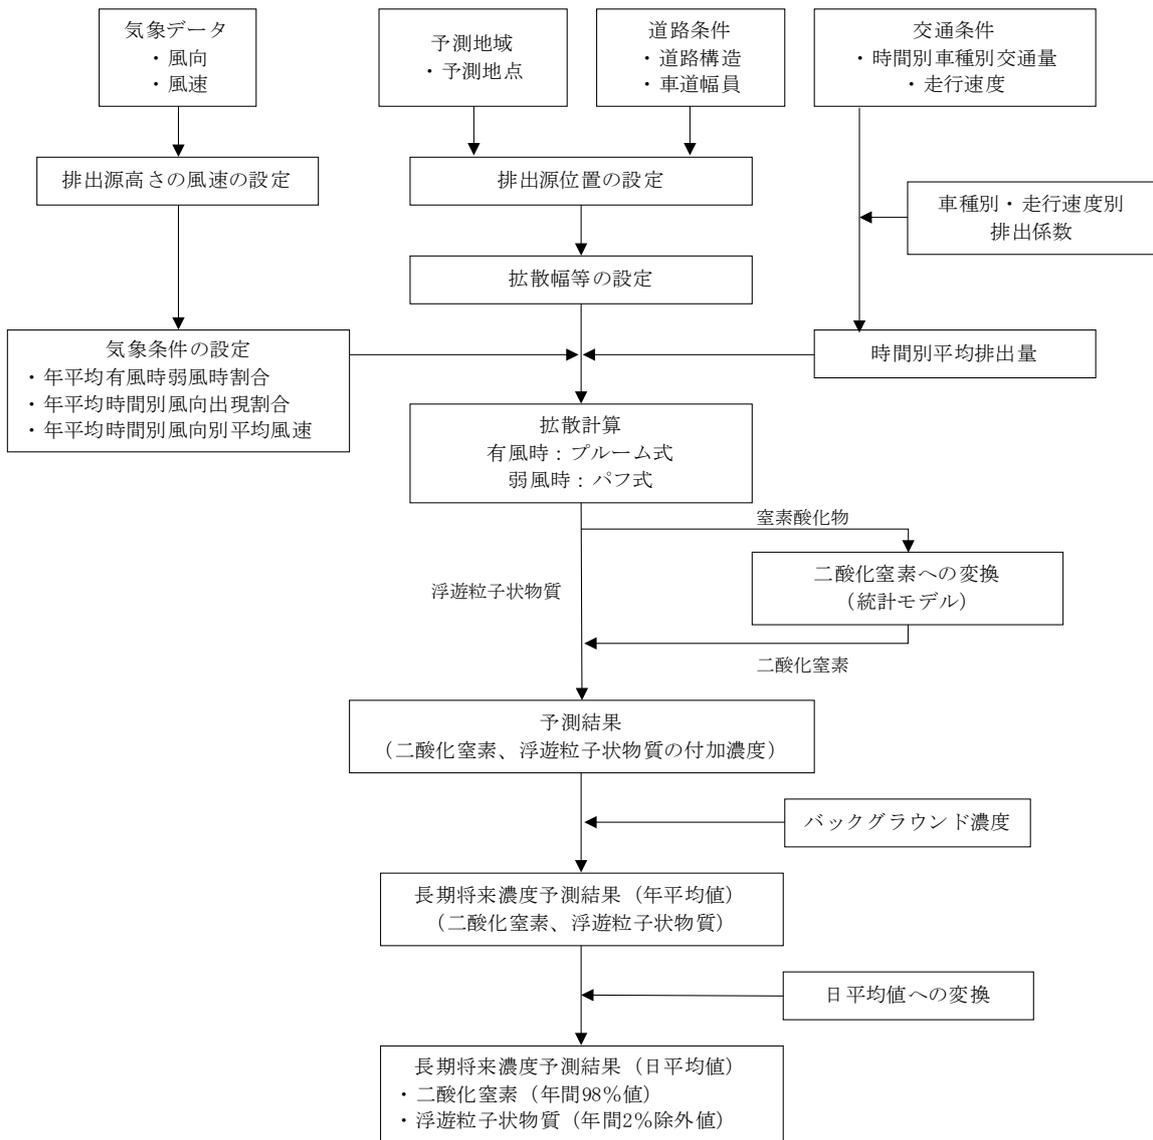 気象データ
・風向
・風速
予測地域
・予測地点
道路条件
・道路構造
・車道幅員
交通条件
・時間別車種別交通量
・走行速度
排出源高さの風速の設定
排出源位置の設定
車種別・走行速度別
排出係数
拡散幅等の設定
気象条件の設定
・年平均有風時弱風時割合
・年平均時間別風向出現割合
・年平均時間別風向別平均風速
時間別平均排出量
拡散計算
有風時：プルーム式
弱風時：パフ式
窒素酸化物
浮遊粒子状物質
二酸化窒素への変換
（統計モデル）
二酸化窒素
予測結果
（二酸化窒素、浮遊粒子状物質の付加濃度）
バックグラウンド濃度
長期将来濃度予測結果（年平均値）
（二酸化窒素、浮遊粒子状物質）
日平均値への変換
長期将来濃度予測結果（日平均値）
・二酸化窒素（年間98％値）
・浮遊粒子状物質（年間2％除外値）